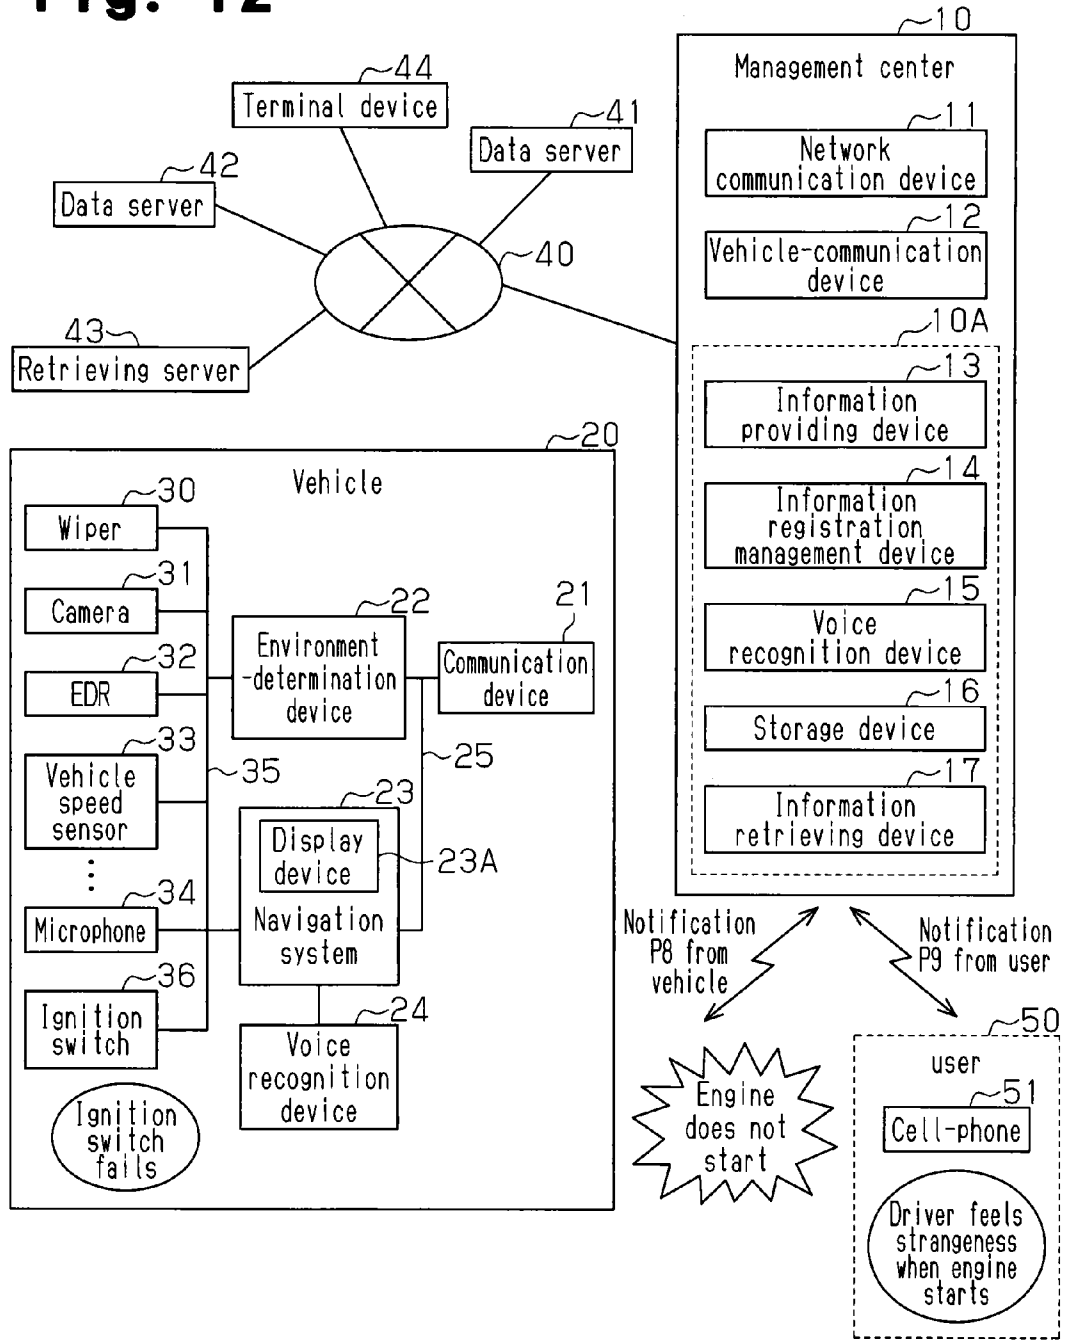 Fig. 12
10
Management center
11
Network
communication device
12
Vehicle-communication
device
10A
13
Information
providing device
14
Information
registration
management device
15
Voice
recognition device
16
Storage device
17
Information
retrieving device
44
Terminal device
41
Data server
42
Data server
40
43
Retrieving server
20
Vehicle
30
Wiper
31
Camera
32
EDR
33
Vehicle
speed
sensor
34
Microphone
36
Ignition
switch
Ignition
switch
fails
35
22
Environment
-determination
device
21
Communication
device
25
23
Display
device
23A
Navigation
system
24
Voice
recognition
device
Notification
P8 from
vehicle
Notification
P9 from user
Engine
does not
start
50
user
51
Cell-phone
Driver feels
strangeness
when engine
starts